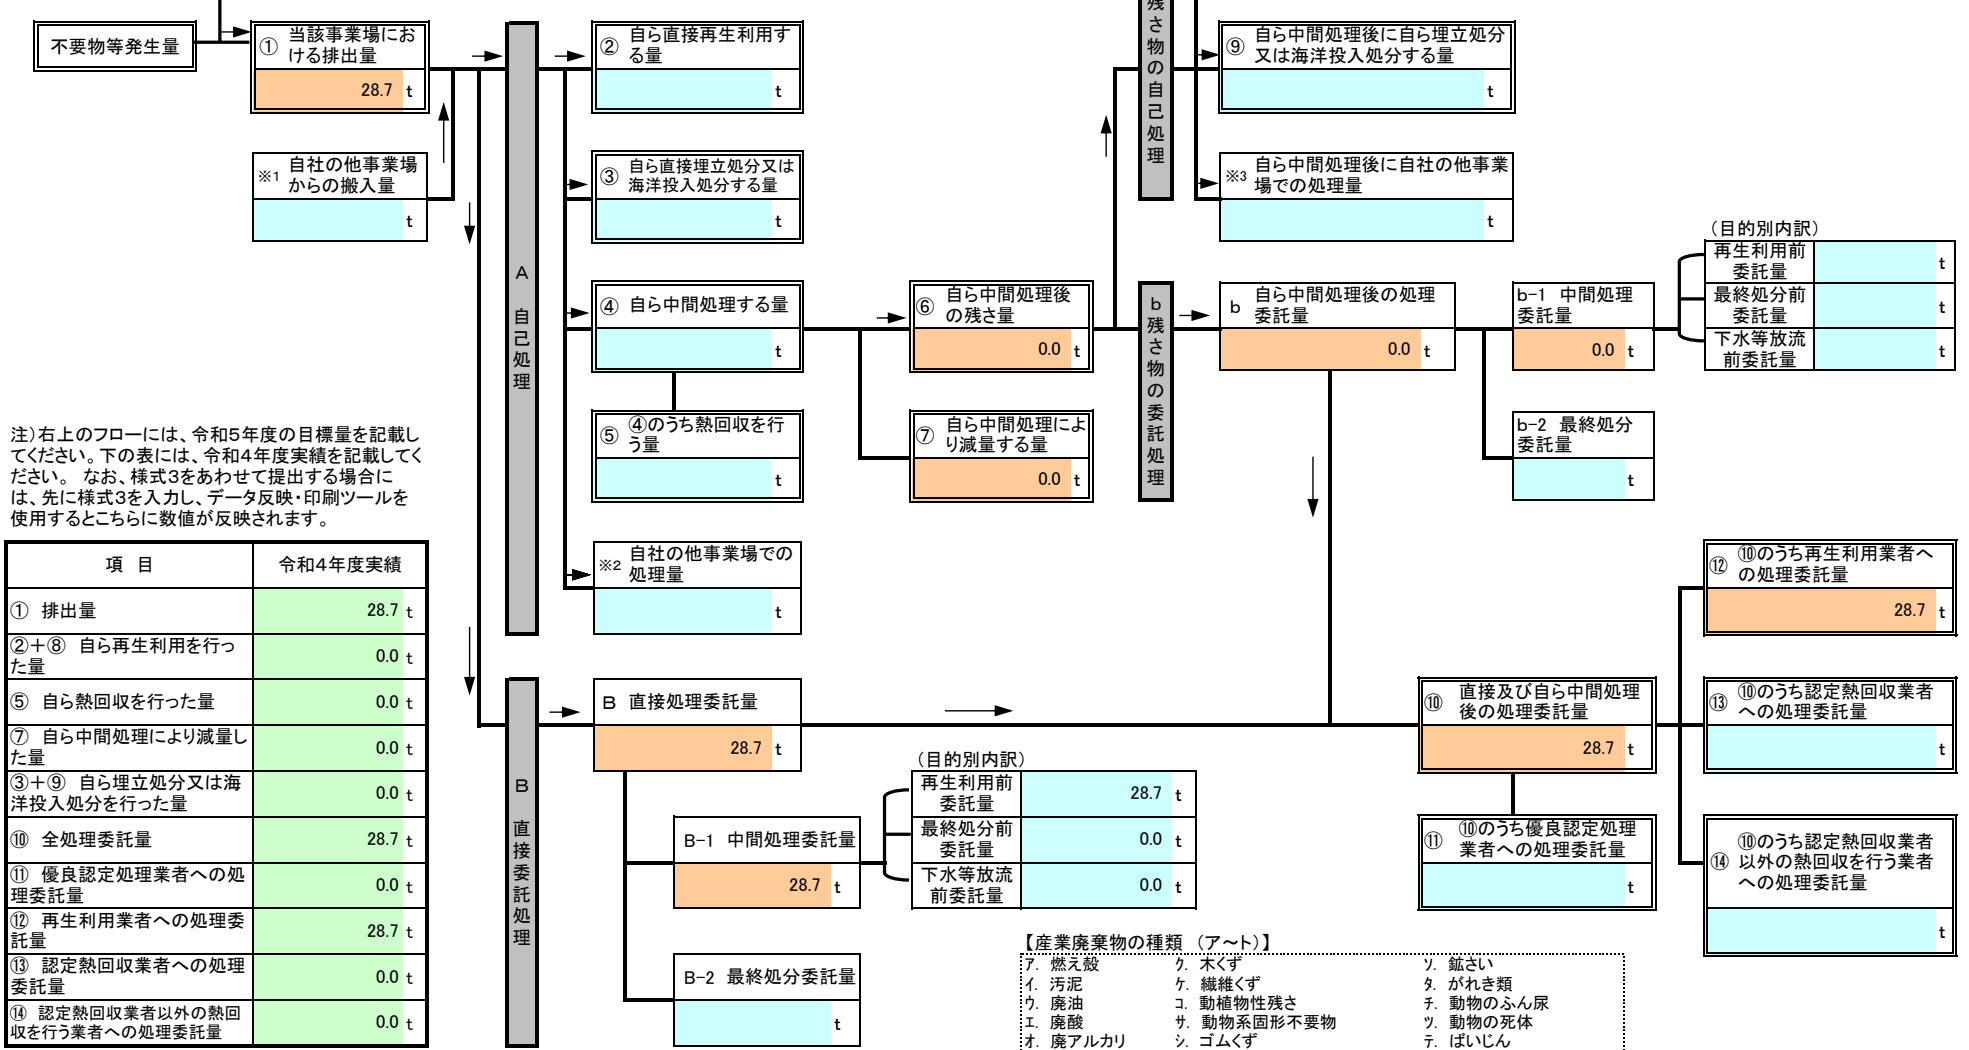 不要物等発生量
① 当該事業場にお
ける排出量
28.7 t
※1 自社の他事業場
からの搬入量
t
A 自己処理
② 自ら直接再生利用す
る量
t
③ 自ら直接埋立処分又は
海洋投入処分する量
t
④ 自ら中間処理する量
t
⑤ ④のうち熱回収を行
う量
t
※2 自社の他事業場での
処理量
t
⑥ 自ら中間処理後
の残さ量
0.0 t
⑦ 自ら中間処理によ
り減量する量
0.0 t
残さ物の自己処理
⑨ 自ら中間処理後に自ら埋立処分
又は海洋投入処分する量
t
※3 自ら中間処理後に自社の他事業
場での処理量
t
b残さ物の委託処理
b 自ら中間処理後の処理
委託量
0.0 t
b-1 中間処理
委託量
0.0 t
(目的別内訳)
再生利用前
委託量
t
最終処分前
委託量
t
下水等放流
前委託量
t
b-2 最終処分
委託量
t
注)右上のフローには、令和5年度の目標量を記載し
てください。下の表には、令和4年度実績を記載してく
ださい。 なお、様式3をあわせて提出する場合に
は、先に様式3を入力し、データ反映・印刷ツールを
使用するとこちらに数値が反映されます。
項 目 令和4年度実績
① 排出量 28.7 t
②+⑧ 自ら再生利用を行っ
た量 0.0 t
⑤ 自ら熱回収を行った量 0.0 t
⑦ 自ら中間処理により減量し
た量 0.0 t
③+⑨ 自ら埋立処分又は海
洋投入処分を行った量 0.0 t
⑩ 全処理委託量 28.7 t
⑪ 優良認定処理業者への処
理委託量 0.0 t
⑫ 再生利用業者への処理委
託量 28.7 t
⑬ 認定熱回収業者への処理
委託量 0.0 t
⑭ 認定熱回収業者以外の熱回
収を行う業者への処理委託量 0.0 t
B 直接委託処理
B 直接処理委託量
28.7 t
B-1 中間処理委託量
28.7 t
B-2 最終処分委託量
t
(目的別内訳)
再生利用前
委託量
28.7 t
最終処分前
委託量
0.0 t
下水等放流
前委託量
0.0 t
⑩ 直接及び自ら中間処理
後の処理委託量
28.7 t
⑪ ⑩のうち優良認定処理
業者への処理委託量
t
⑫ ⑩のうち再生利用業者へ
の処理委託量
28.7 t
⑬ ⑩のうち認定熱回収業者
への処理委託量
t
⑭ ⑩のうち認定熱回収業者
以外の熱回収を行う業者
への処理委託量
t
【産業廃棄物の種類 (ア~ト)】
ア. 燃え殻 ク. 木くず ソ. 鉱さい
イ. 汚泥 ケ. 繊維くず タ. がれき類
ウ. 廃油 コ. 動植物性残さ チ. 動物のふん尿
エ. 廃酸 サ. 動物系固形不要物 ツ. 動物の死体
オ. 廃アルカリ シ. ゴムくず テ. ばいじん